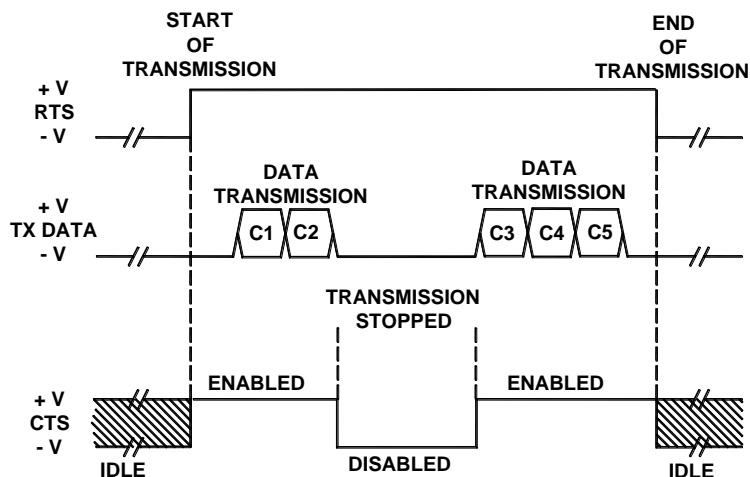 START
OF
TRANSMISSION
END
OF
TRANSMISSION
+ V
RTS
- V
DATA
TRANSMISSION
DATA
TRANSMISSION
+ V
TX DATA
- V
C1 C2 C3 C4 C5
TRANSMISSION
STOPPED
ENABLED ENABLED
+ V
CTS
- V
IDLE DISABLED IDLE